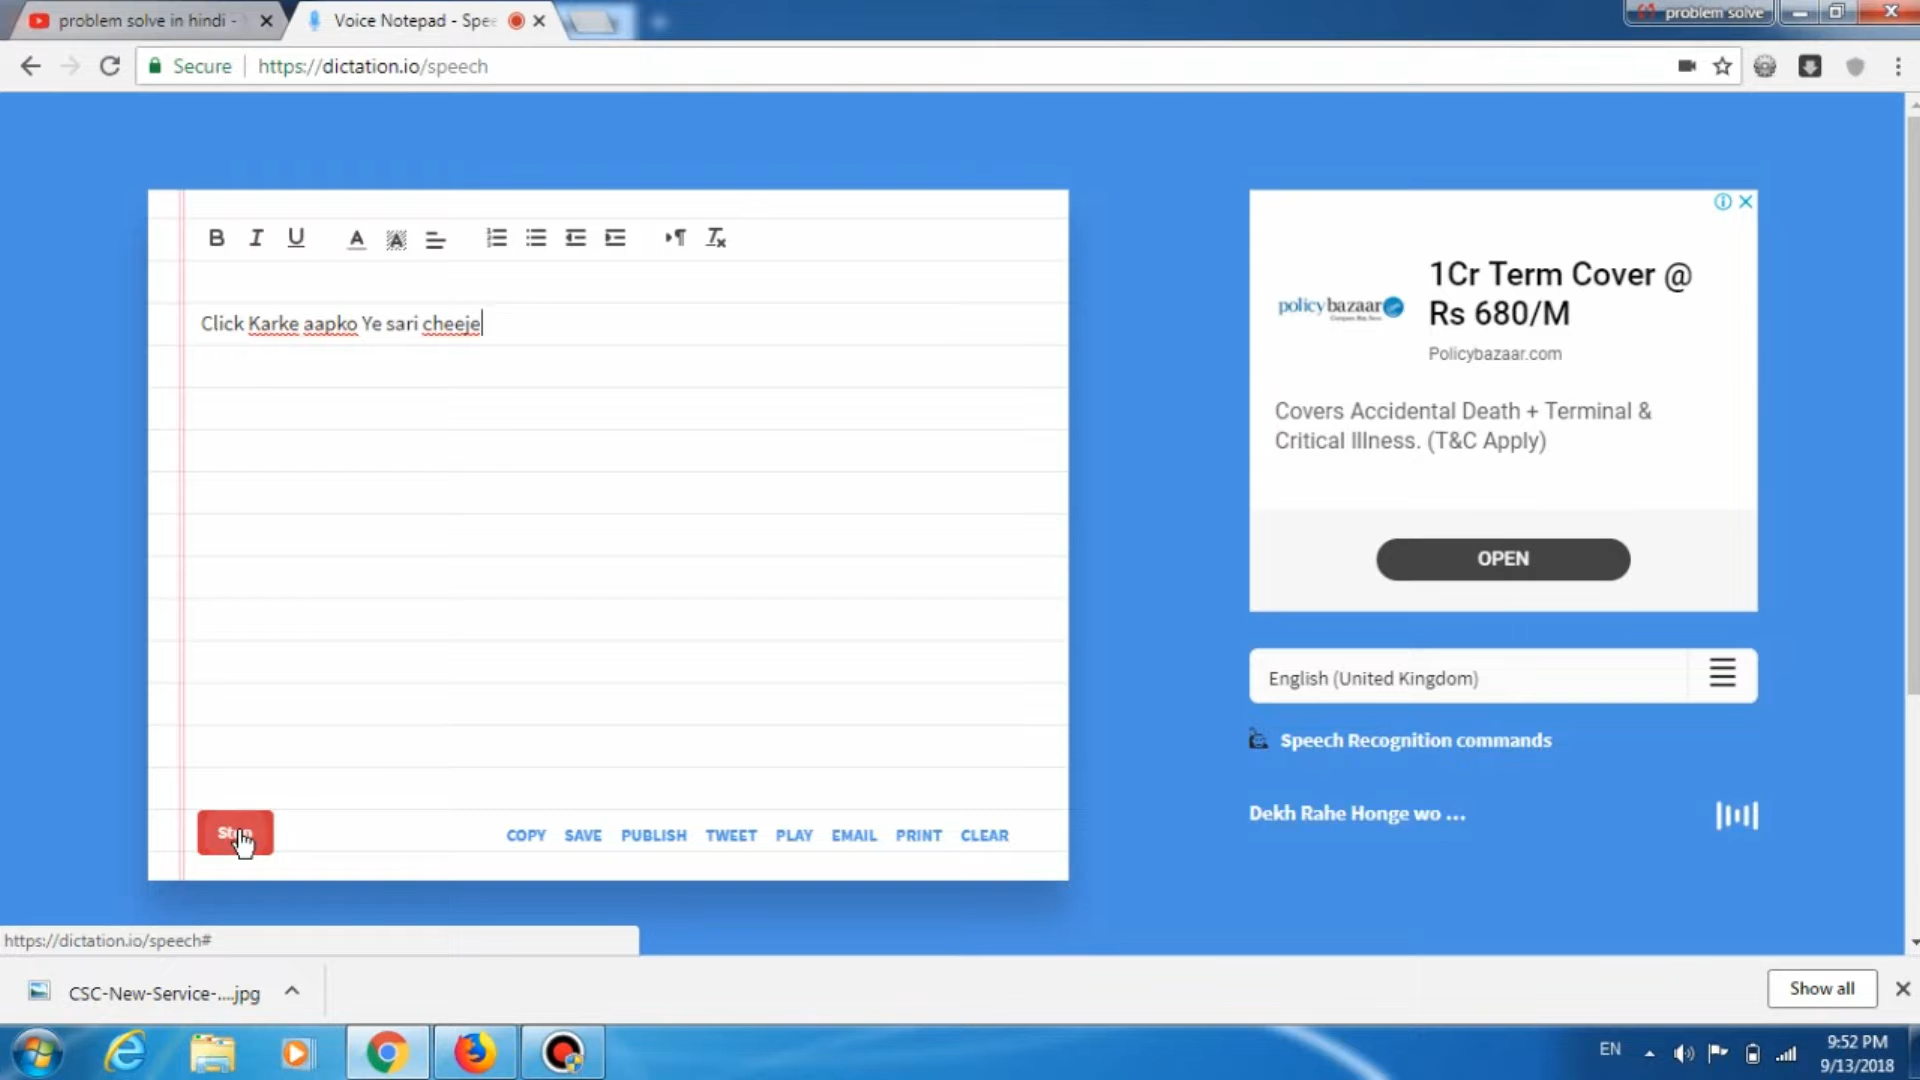 problem solve in hindi -
Voice Notepad - Spee
problem solve
Secure
https://dictation.io/speech
Click Karke aapko Ye sari cheeje
COPY SAVE PUBLISH TWEET PLAY EMAIL PRINT CLEAR
policybazaar
1Cr Term Cover @
Rs 680/M
Policybazaar.com
Covers Accidental Death + Terminal &
Critical Illness. (T&C Apply)
OPEN
English (United Kingdom)
Speech Recognition commands
Dekh Rahe Honge wo ...
https://dictation.io/speech#
CSC-New-Service-....jpg
Show all
EN
9:52 PM
9/13/2018